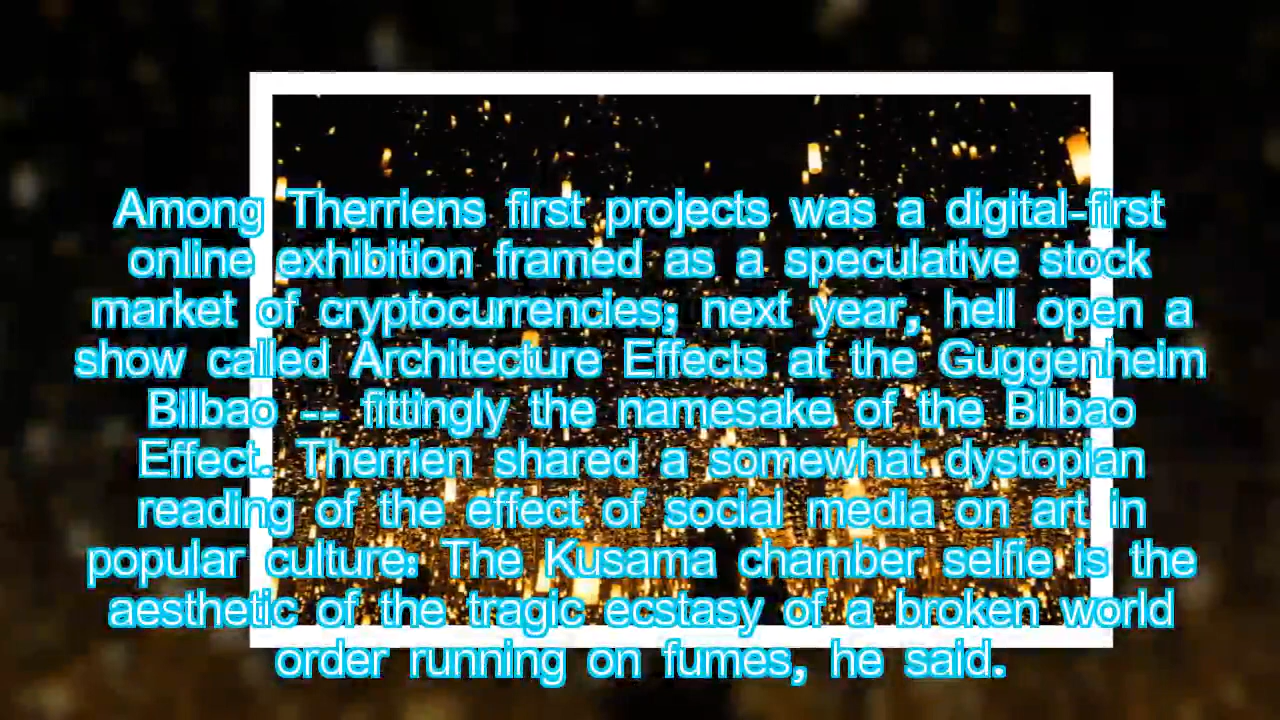 Among Therriens first projects was a digital-first
online exhibition framed as a speculative stock
market of cryptocurrencies; next year, hell open a
show called Architecture Effects at the Guggenheim
Bilbao -- fittingly the namesake of the Bilbao
Effect. Therrien shared a somewhat dystopian
reading of the effect of social media on art in
popular culture: The Kusama chamber selfie is the
aesthetic of the tragic ecstasy of a broken world
order running on fumes, he said.